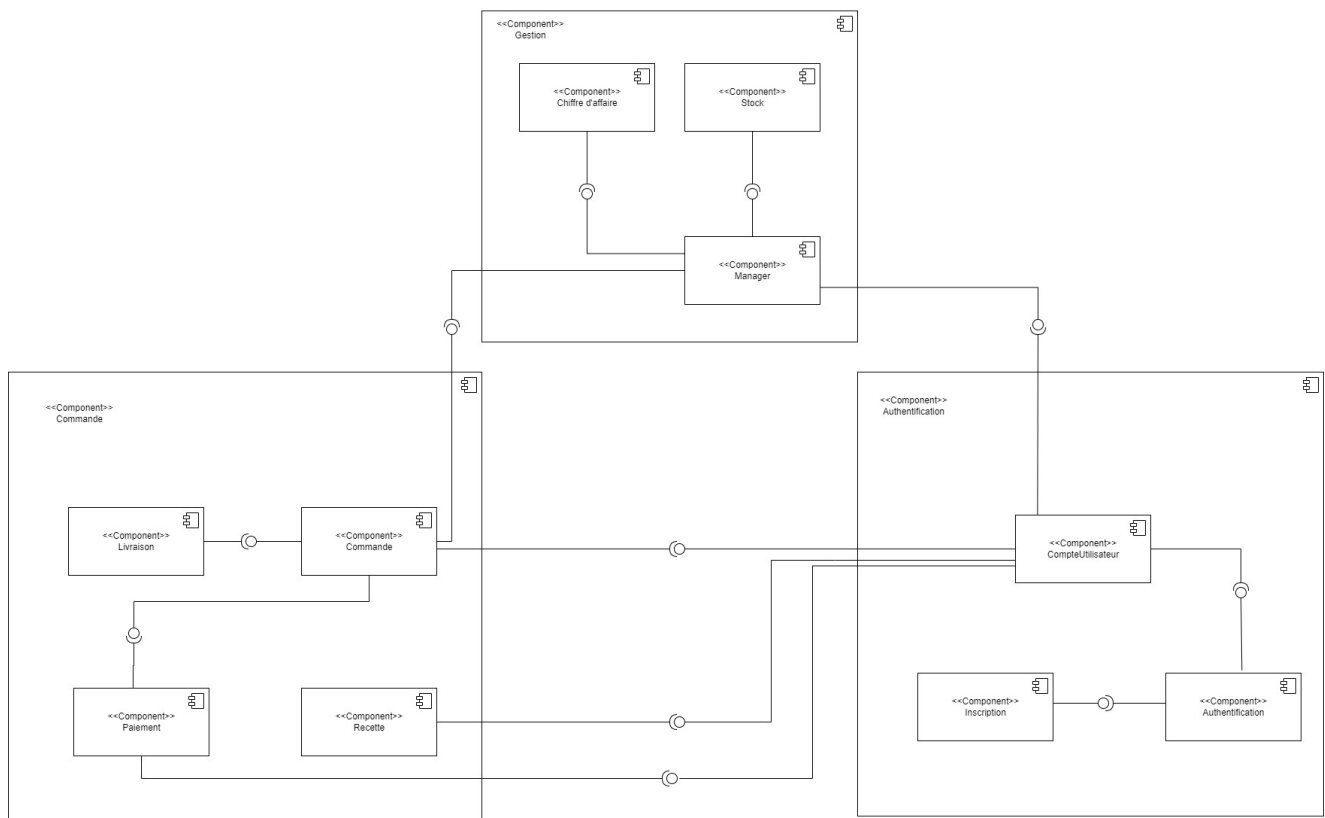 <<Component>>
Gestion
<<Component>>
Chiffre d'affaire
<<Component>>
Stock
<<Component>>
Manager
<<Component>>
Commande
<<Component>>
Livraison
<<Component>>
Commande
<<Component>>
Paiement
<<Component>>
Recette
<<Component>>
Authentification
<<Component>>
CompteUtilisateur
<<Component>>
Inscription
<<Component>>
Authentification